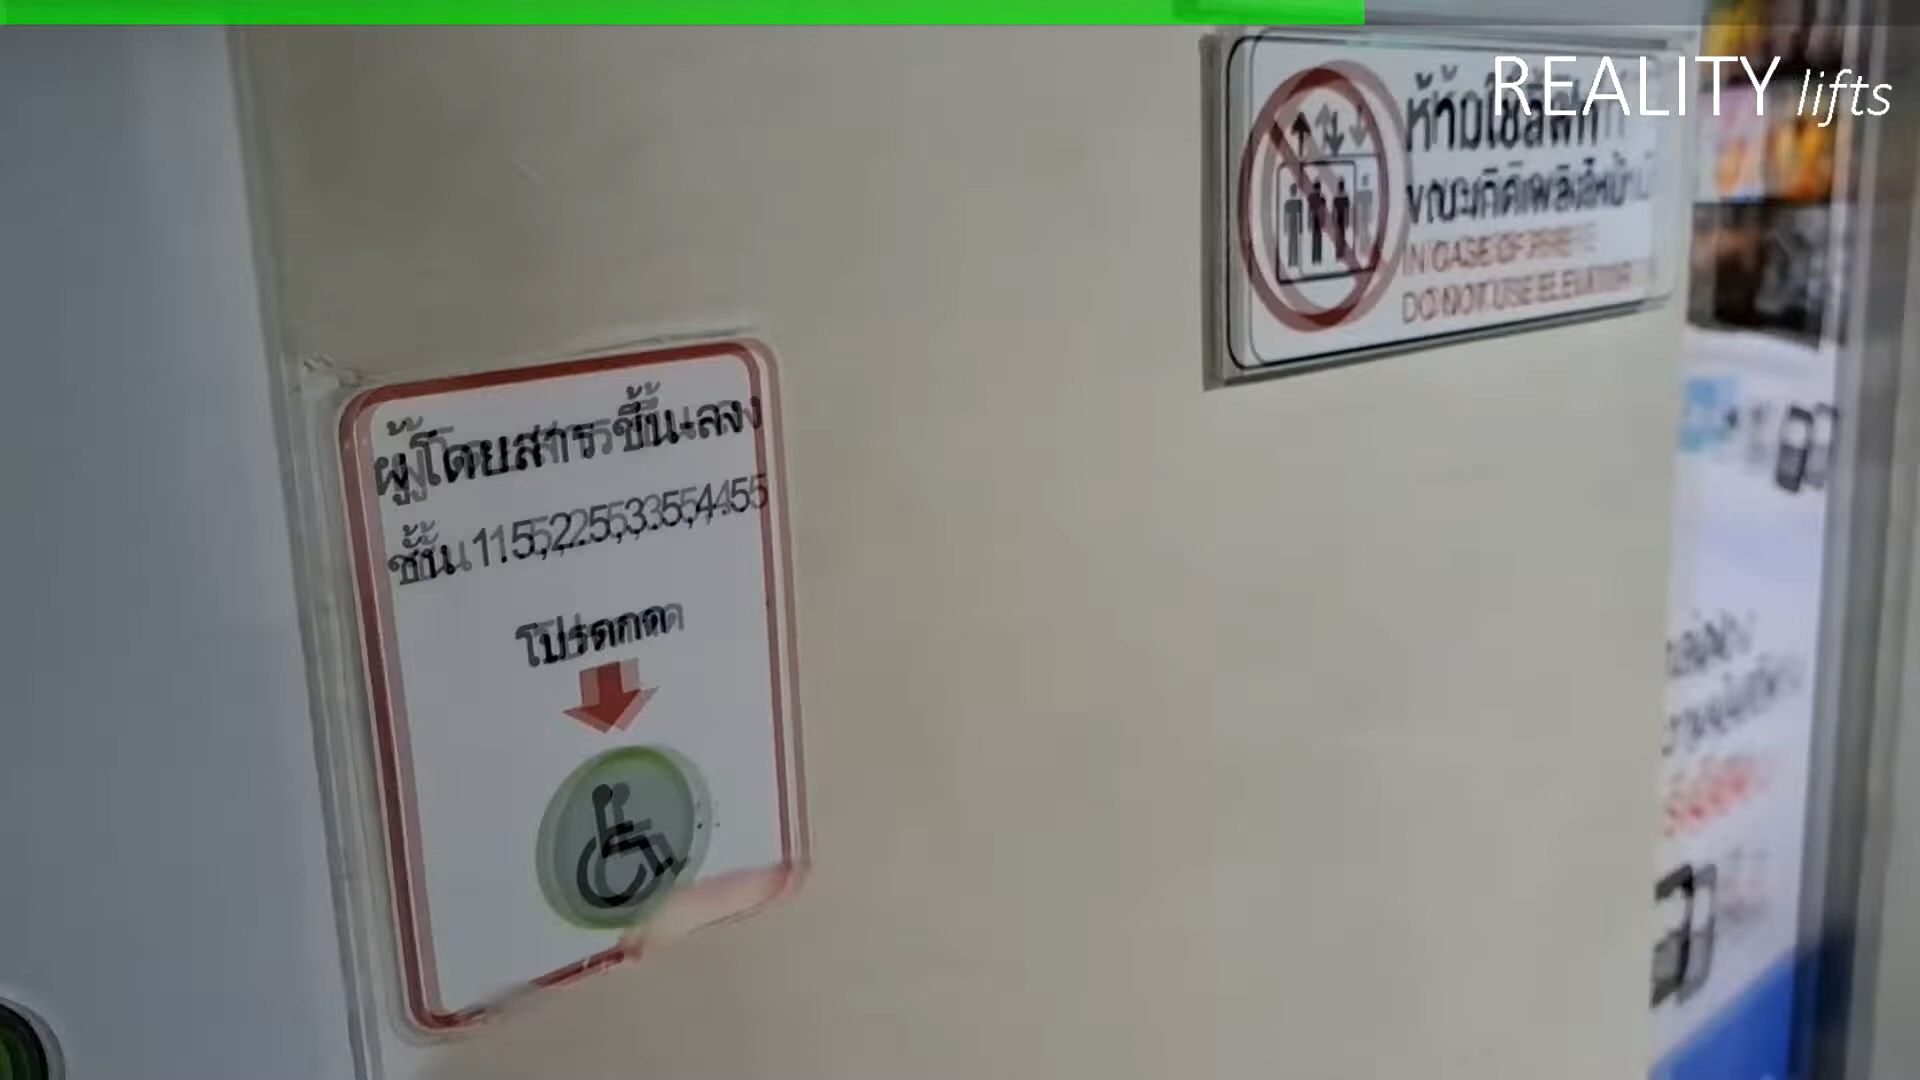 REALITY lifts
ห้ามใช้ลิฟท์
ขณะเกิดเพลิงไหม้
IN CASE OF FIRE
DO NOT USE ELEVATOR
ผู้โดยสาร ขึ้น-ลง
ชั้น 1.5,2.5,3.5,4.5
โปรดกด